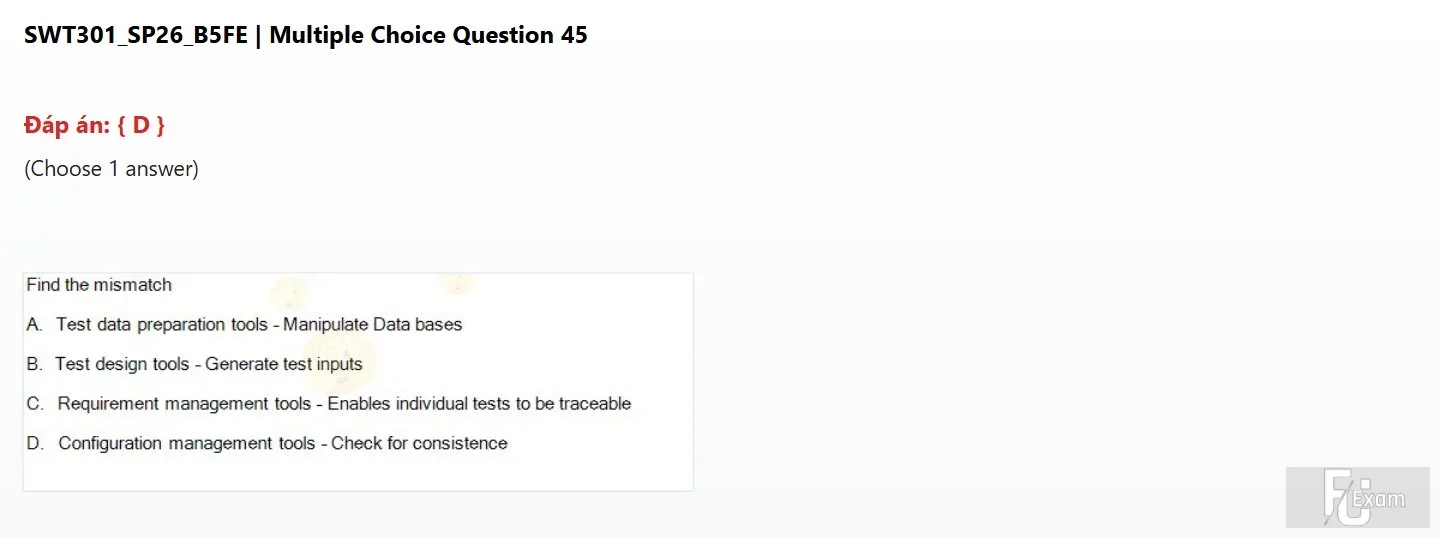 SWT301_SP26_B5FE | Multiple Choice Question 45
Đáp án: { D }
(Choose 1 answer)
Find the mismatch
A. Test data preparation tools - Manipulate Data bases
B. Test design tools - Generate test inputs
C. Requirement management tools - Enables individual tests to be traceable
D. Configuration management tools - Check for consistence
FU Exam